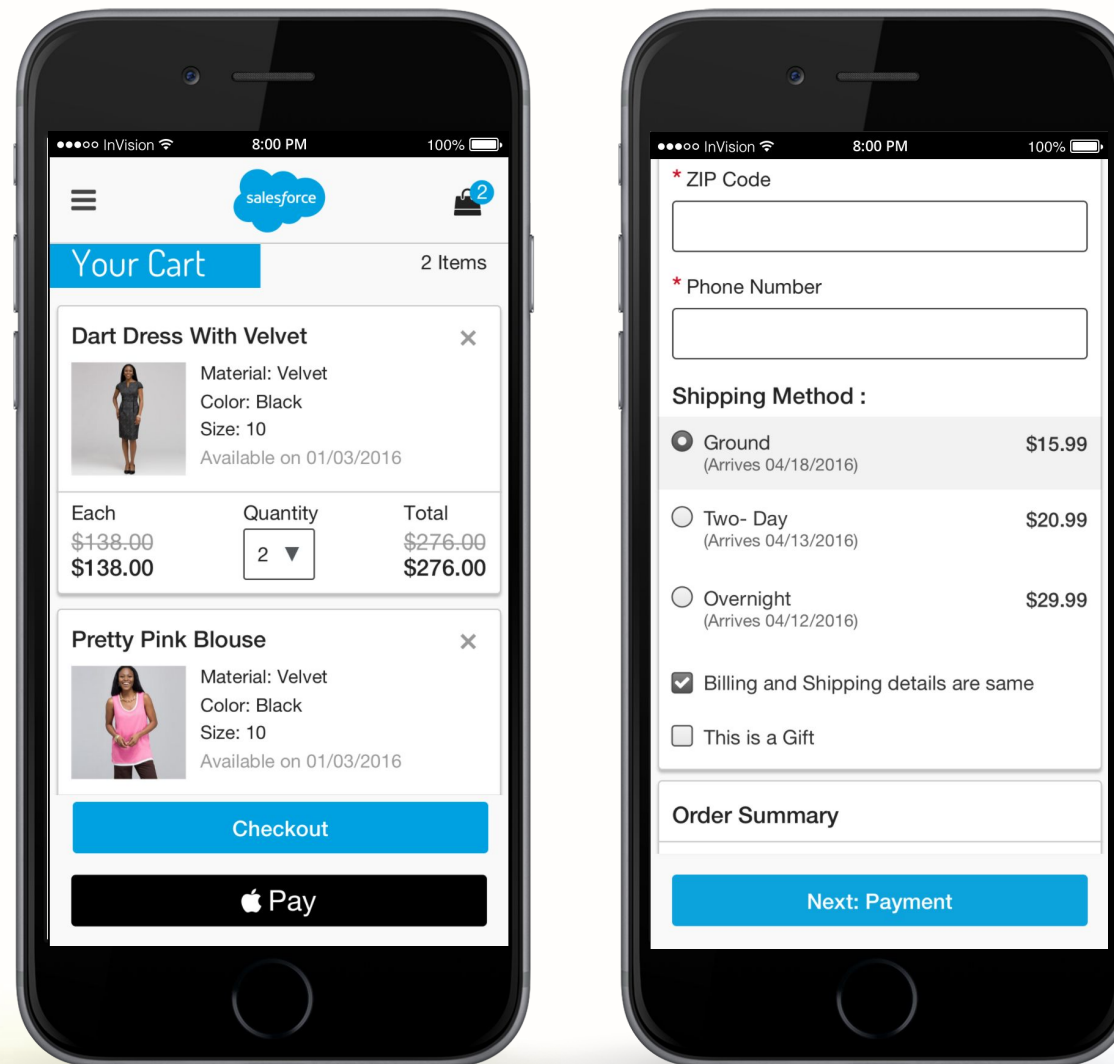 ●●●○○ InVision 8:00 PM 100%
salesforce
2
Your Cart 2 Items
Dart Dress With Velvet ×
Material: Velvet
Color: Black
Size: 10
Available on 01/03/2016
Each Quantity Total
$138.00 $276.00
$138.00 2 ▼ $276.00
Pretty Pink Blouse ×
Material: Velvet
Color: Black
Size: 10
Available on 01/03/2016
Checkout
Pay
●●●○○ InVision 8:00 PM 100%
* ZIP Code
* Phone Number
Shipping Method :
Ground $15.99
(Arrives 04/18/2016)
Two- Day $20.99
(Arrives 04/13/2016)
Overnight $29.99
(Arrives 04/12/2016)
Billing and Shipping details are same
This is a Gift
Order Summary
Next: Payment